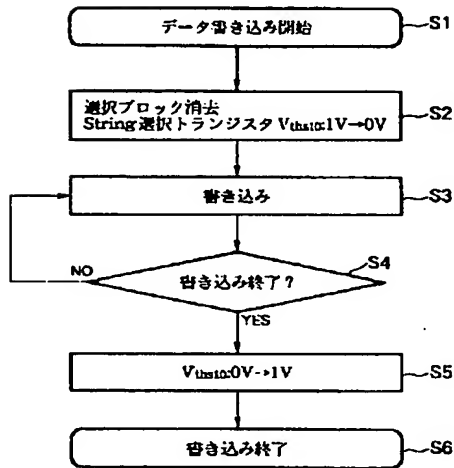 データ書き込み開始
S1
選択ブロック消去
String選択トランジスタ Vths10:1V→0V
S2
書き込み
S3
書き込み終了?
S4
NO
YES
Vths10:0V→1V
S5
書き込み終了
S6